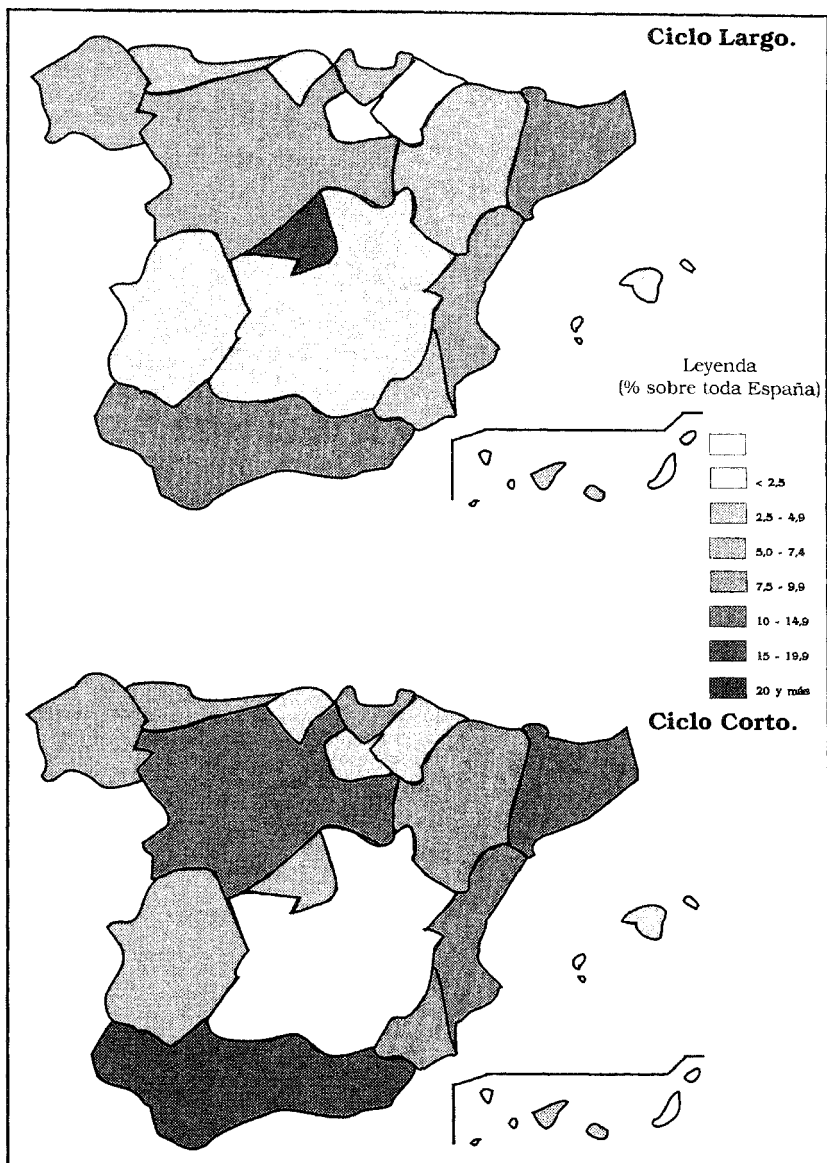 Ciclo Largo.
Leyenda
(% sobre toda España)
< 2,5
2,5 - 4,9
5,0 - 7,4
7,5 - 9,9
10 - 14,9
15 - 19,9
20 y más
Ciclo Corto.